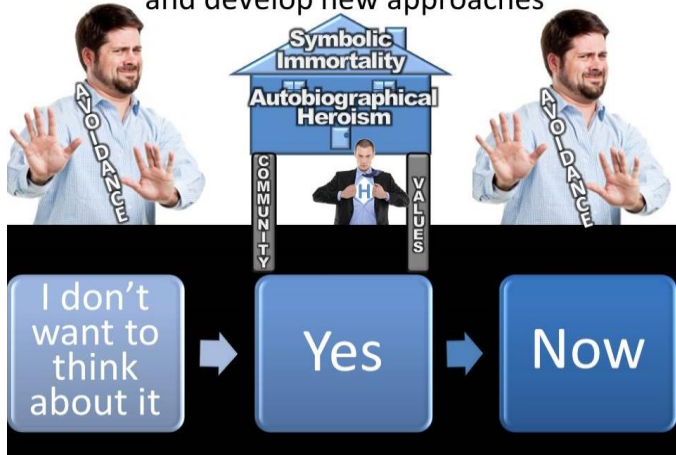 and develop new approaches
AVOIDANCE
Symbolic
Immortality
Autobiographical
Heroism
COMMUNITY
H
VALUES
AVOIDANCE
I don’t
want to
think
about it
Yes
Now